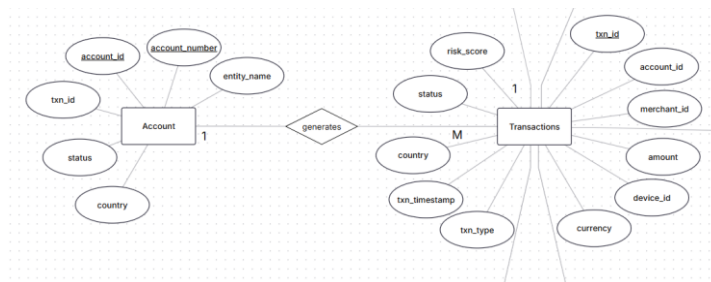 account_id
account_number
entity_name
txn_id
Account
1
status
country
generates
risk_score
1
txn_id
status
account_id
merchant_id
Transactions
M
country
amount
txn_timestamp
device_id
txn_type
currency